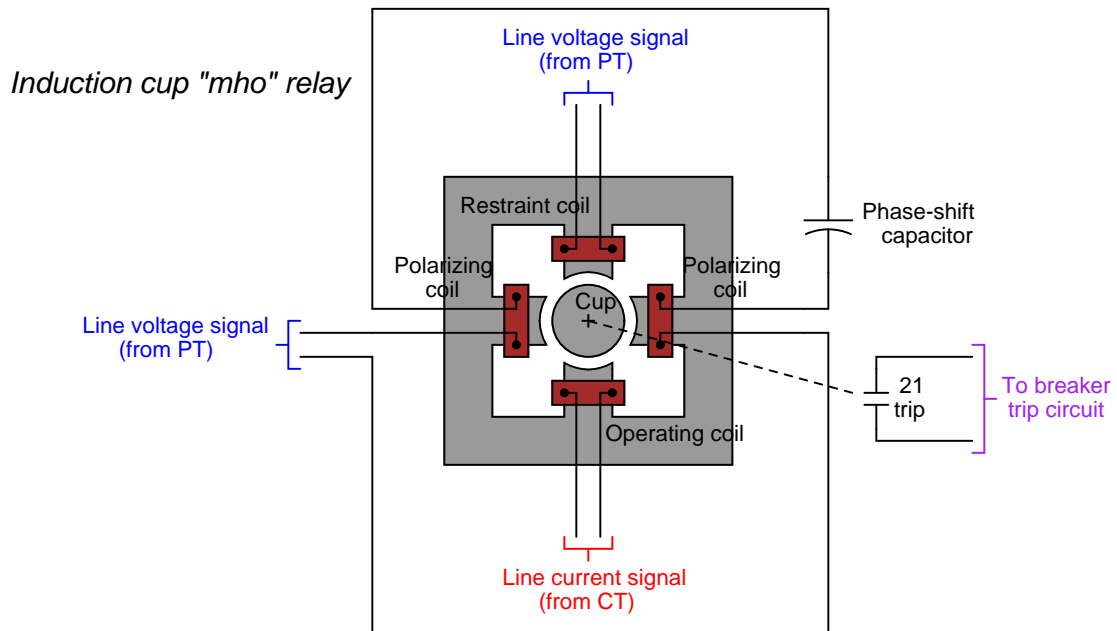 Line voltage signal
(from PT)
Induction cup "mho" relay
Restraint coil
Phase-shift
capacitor
Polarizing
coil
Polarizing
coil
Cup
Line voltage signal
(from PT)
21
trip
To breaker
trip circuit
Operating coil
Line current signal
(from CT)